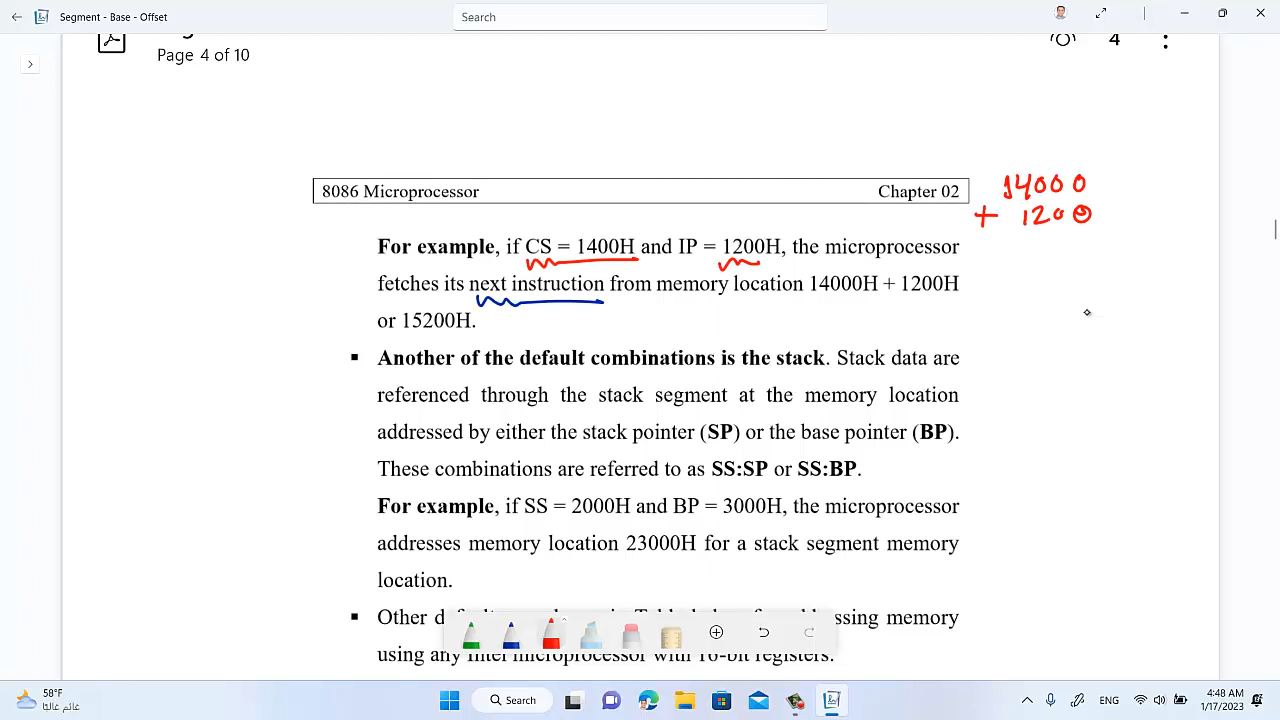 Segment - Base - Offset
Search
Page 4 of 10
4
8086 Microprocessor Chapter 02
14000
+ 1200
For example, if CS = 1400H and IP = 1200H, the microprocessor
fetches its next instruction from memory location 14000H + 1200H
or 15200H.
▪ Another of the default combinations is the stack. Stack data are
referenced through the stack segment at the memory location
addressed by either the stack pointer (SP) or the base pointer (BP).
These combinations are referred to as SS:SP or SS:BP.
For example, if SS = 2000H and BP = 3000H, the microprocessor
addresses memory location 23000H for a stack segment memory
location.
▪ Other memory
using any Intel microprocessor with 16-bit registers.
58°F
غائم غالبًا
Search
ENG
4:48 AM
1/17/2023